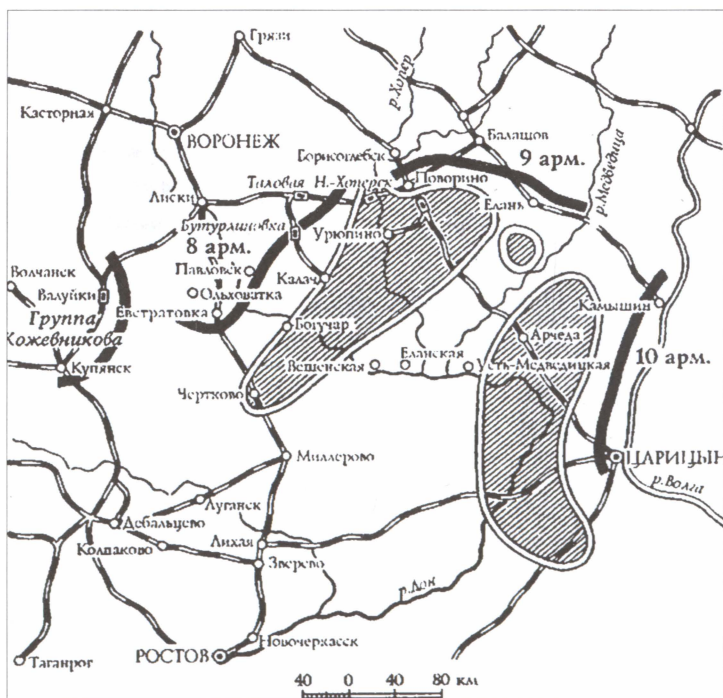 Грязи
Касторная
ВОРОНЕЖ
р. Хопер
Балашов
Борисоглебск
9 арм.
р. Медведица
Поворино
Таловая
Н.-Хоперск
Лиски
Елань
Бутурлиновка
8 арм.
Урюпино
Волчанск
Павловск
Калач
Валуйки
Ольховатка
Камышин
Группа
Кожевникова
Евстратовка
Богучар
Арчеда
Купянск
Вешенская
Еланская
Усть-Медведицкая
10 арм.
Чертково
Миллерово
ЦАРИЦЫН
р. Волга
Луганск
Дебальцево
Колпаково
Лихая
Зверево
р. Дон
Новочеркасск
РОСТОВ
Таганрог
40 0 40 80 км